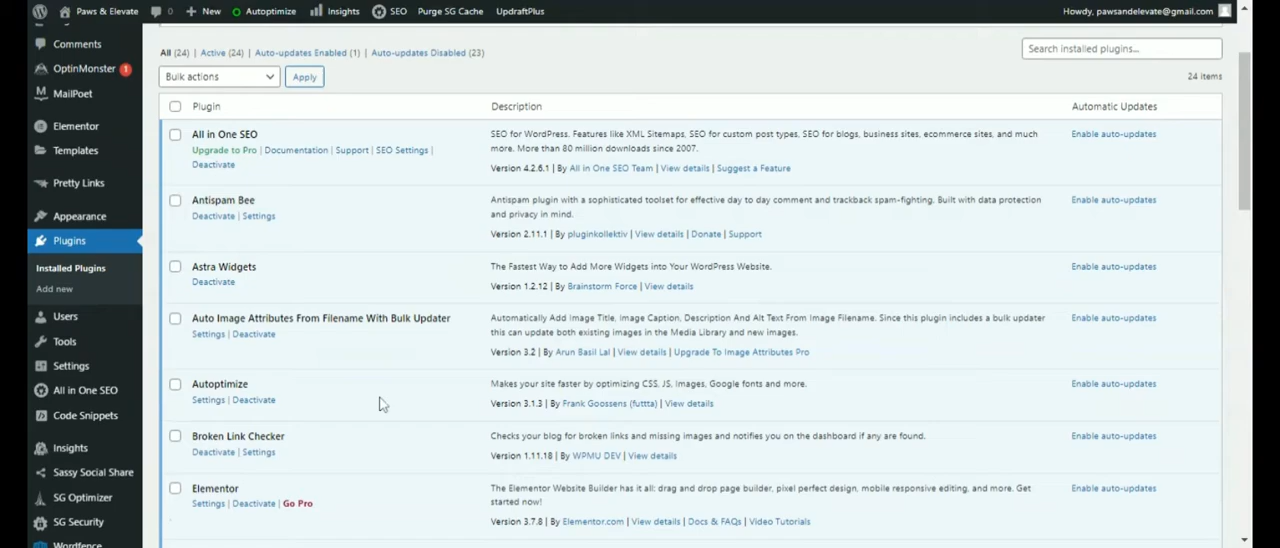 Paws & Elevate 0 + New Autoptimize Insights SEO Purge SG Cache UpdraftPlus Howdy, pawsandelevate@gmail.com
Comments
OptinMonster 1
MailPoet
Elementor
Templates
Pretty Links
Appearance
Plugins
Installed Plugins
Add new
Users
Tools
Settings
All in One SEO
Code Snippets
Insights
Sassy Social Share
SG Optimizer
SG Security
Wordfence
All (24) | Active (24) | Auto-updates Enabled (1) | Auto-updates Disabled (23)
Search installed plugins...
Bulk actions Apply
24 items
Plugin Description Automatic Updates
All in One SEO
Upgrade to Pro | Documentation | Support | SEO Settings |
Deactivate
SEO for WordPress. Features like XML Sitemaps, SEO for custom post types, SEO for blogs, business sites, ecommerce sites, and much
more. More than 80 million downloads since 2007.
Version 4.2.6.1 | By All in One SEO Team | View details | Suggest a Feature
Enable auto-updates
Antispam Bee
Deactivate | Settings
Antispam plugin with a sophisticated toolset for effective day to day comment and trackback spam-fighting. Built with data protection
and privacy in mind.
Version 2.11.1 | By pluginkollektiv | View details | Donate | Support
Enable auto-updates
Astra Widgets
Deactivate
The Fastest Way to Add More Widgets into Your WordPress Website.
Version 1.2.12 | By Brainstorm Force | View details
Enable auto-updates
Auto Image Attributes From Filename With Bulk Updater
Settings | Deactivate
Automatically Add Image Title, Image Caption, Description And Alt Text From Image Filename. Since this plugin includes a bulk updater
this can update both existing images in the Media Library and new images.
Version 3.2 | By Arun Basil Lal | View details | Upgrade To Image Attributes Pro
Enable auto-updates
Autoptimize
Settings | Deactivate
Makes your site faster by optimizing CSS, JS, Images, Google fonts and more.
Version 3.1.3 | By Frank Goossens (futtta) | View details
Enable auto-updates
Broken Link Checker
Deactivate | Settings
Checks your blog for broken links and missing images and notifies you on the dashboard if any are found.
Version 1.11.18 | By WPMU DEV | View details
Enable auto-updates
Elementor
Settings | Deactivate | Go Pro
The Elementor Website Builder has it all: drag and drop page builder, pixel perfect design, mobile responsive editing, and more. Get
started now!
Version 3.7.8 | By Elementor.com | View details | Docs & FAQs | Video Tutorials
Enable auto-updates